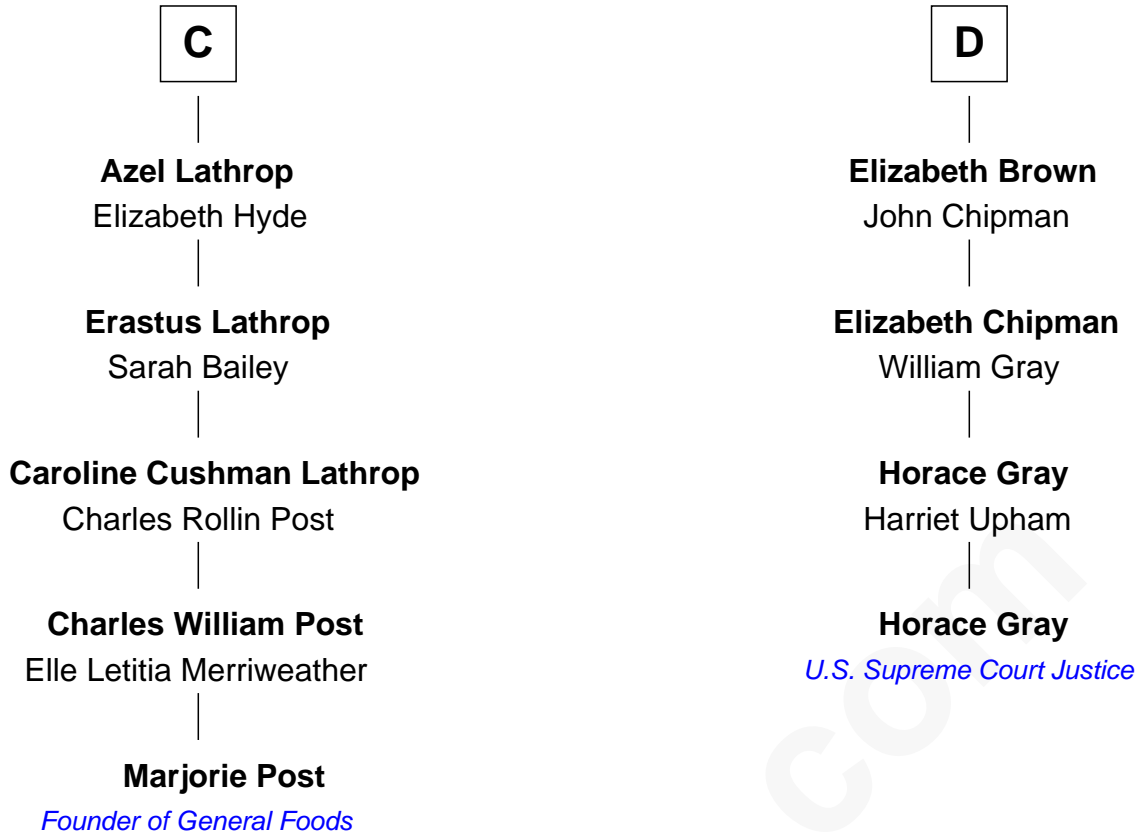 C
Azel Lathrop
Elizabeth Hyde
Erastus Lathrop
Sarah Bailey
Caroline Cushman Lathrop
Charles Rollin Post
Charles William Post
Elle Letitia Merriweather
Marjorie Post
Founder of General Foods
D
Elizabeth Brown
John Chipman
Elizabeth Chipman
William Gray
Horace Gray
Harriet Upham
Horace Gray
U.S. Supreme Court Justice
com